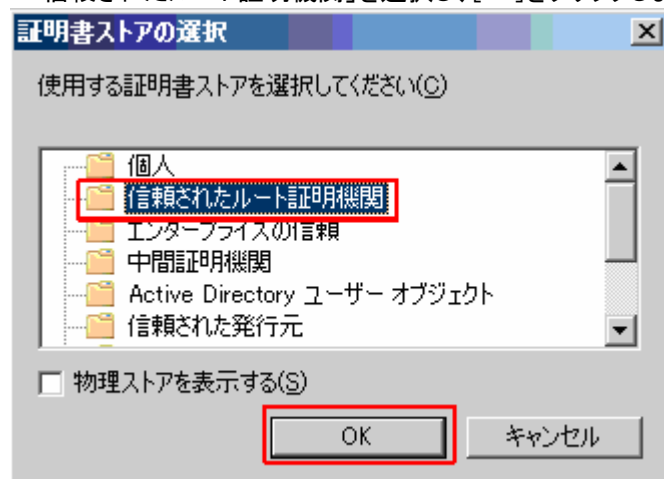 証明書ストアの選択
使用する証明書ストアを選択してください(C)
個人
信頼されたルート証明機関
エンタープライズの信頼
中間証明機関
Active Directory ユーザー オブジェクト
信頼された発行元
物理ストアを表示する(S)
OK
キャンセル